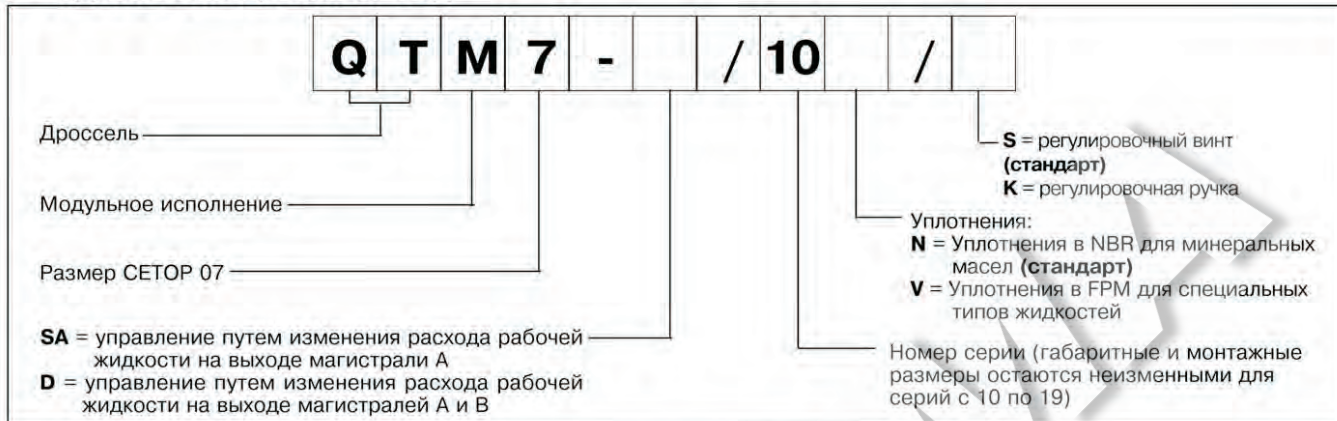 QTM7- /10 /
Дроссель
Модульное исполнение
Размер CETOP 07
SA = управление путем изменения расхода рабочей
жидкости на выходе магистрали А
D = управление путем изменения расхода рабочей
жидкости на выходе магистралей А и В
S = регулировочный винт
(стандарт)
K = регулировочная ручка
Уплотнения:
N = Уплотнения в NBR для минеральных
масел (стандарт)
V = Уплотнения в FPM для специальных
типов жидкостей
Номер серии (габаритные и монтажные
размеры остаются неизменными для
серий с 10 по 19)